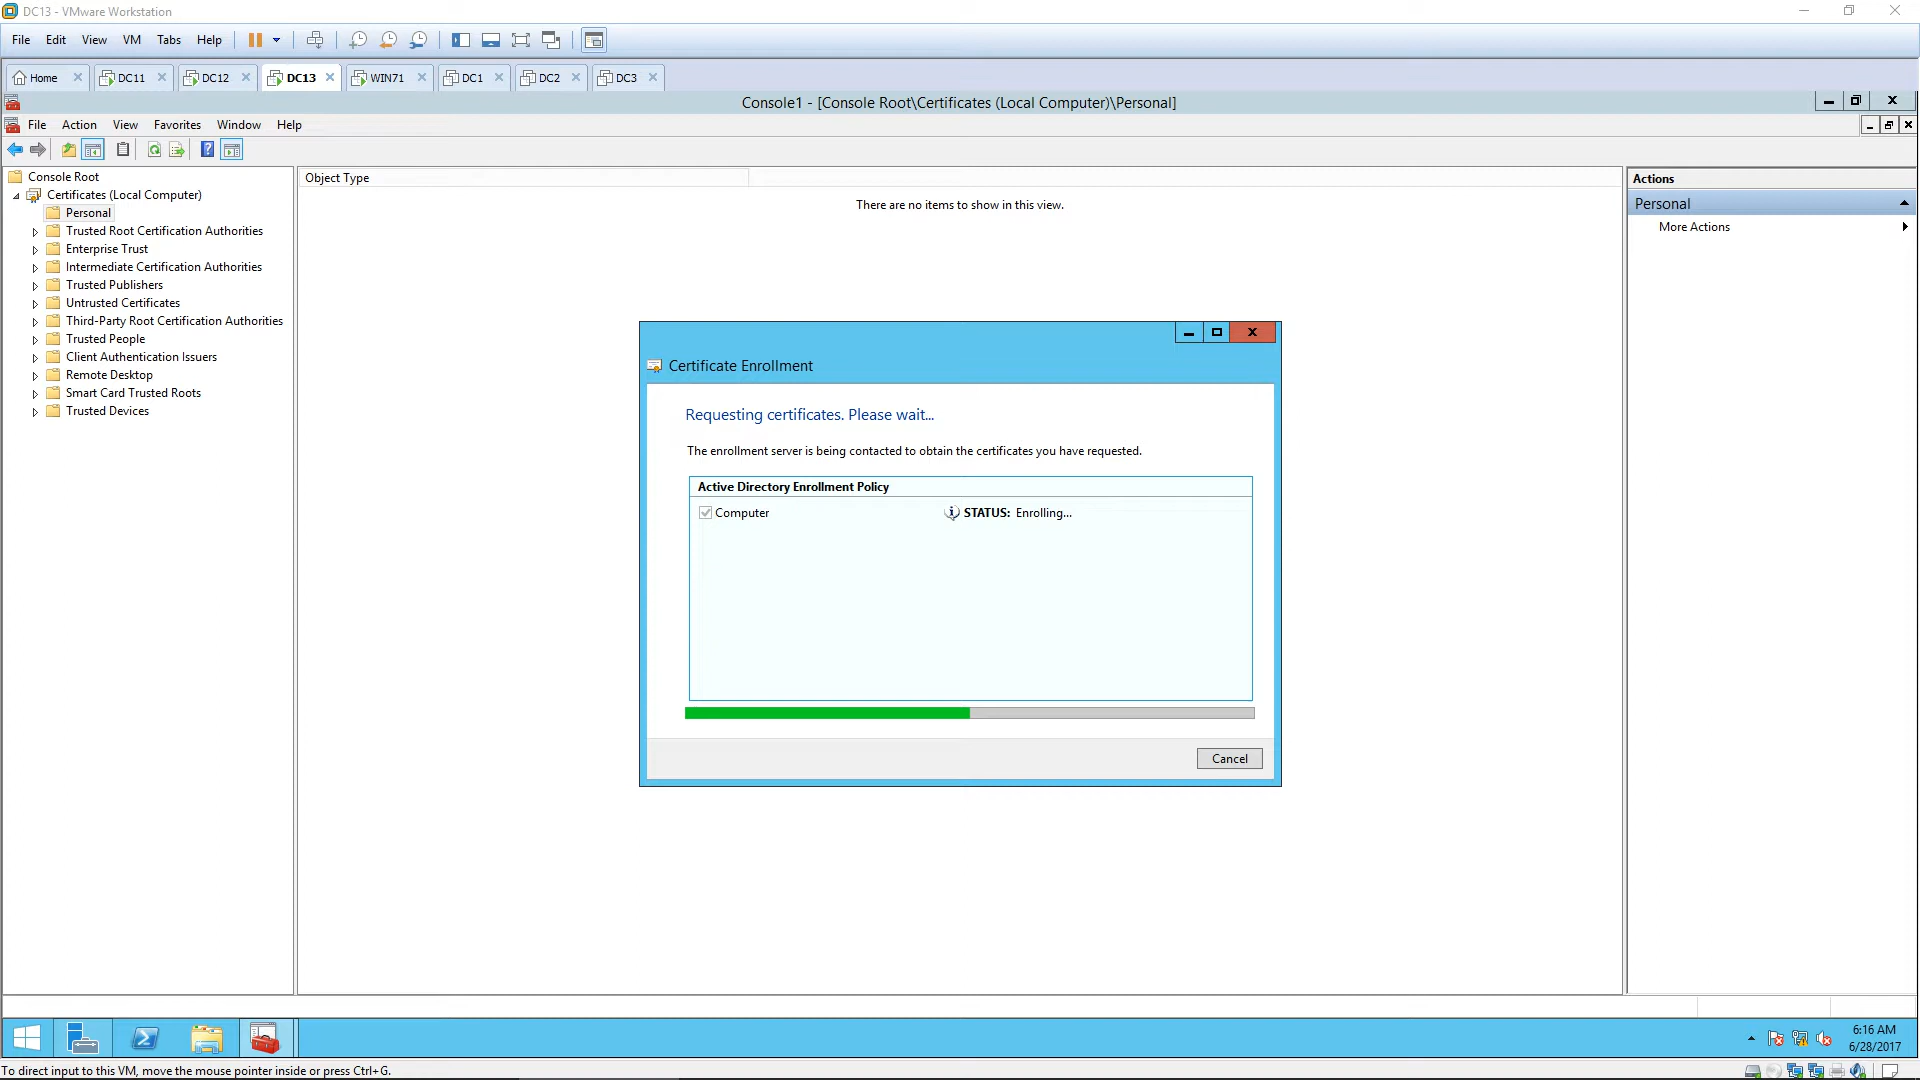 DC13 - VMware Workstation
File Edit View VM Tabs Help
Home DC11 DC12 DC13 WIN71 DC1 DC2 DC3
Console1 - [Console Root\Certificates (Local Computer)\Personal]
File Action View Favorites Window Help
Console Root
Certificates (Local Computer)
Personal
Trusted Root Certification Authorities
Enterprise Trust
Intermediate Certification Authorities
Trusted Publishers
Untrusted Certificates
Third-Party Root Certification Authorities
Trusted People
Client Authentication Issuers
Remote Desktop
Smart Card Trusted Roots
Trusted Devices
Object Type
There are no items to show in this view.
Actions
Personal
More Actions
Certificate Enrollment
Requesting certificates. Please wait...
The enrollment server is being contacted to obtain the certificates you have requested.
Active Directory Enrollment Policy
Computer STATUS: Enrolling...
Cancel
6:16 AM
6/28/2017
To direct input to this VM, move the mouse pointer inside or press Ctrl+G.